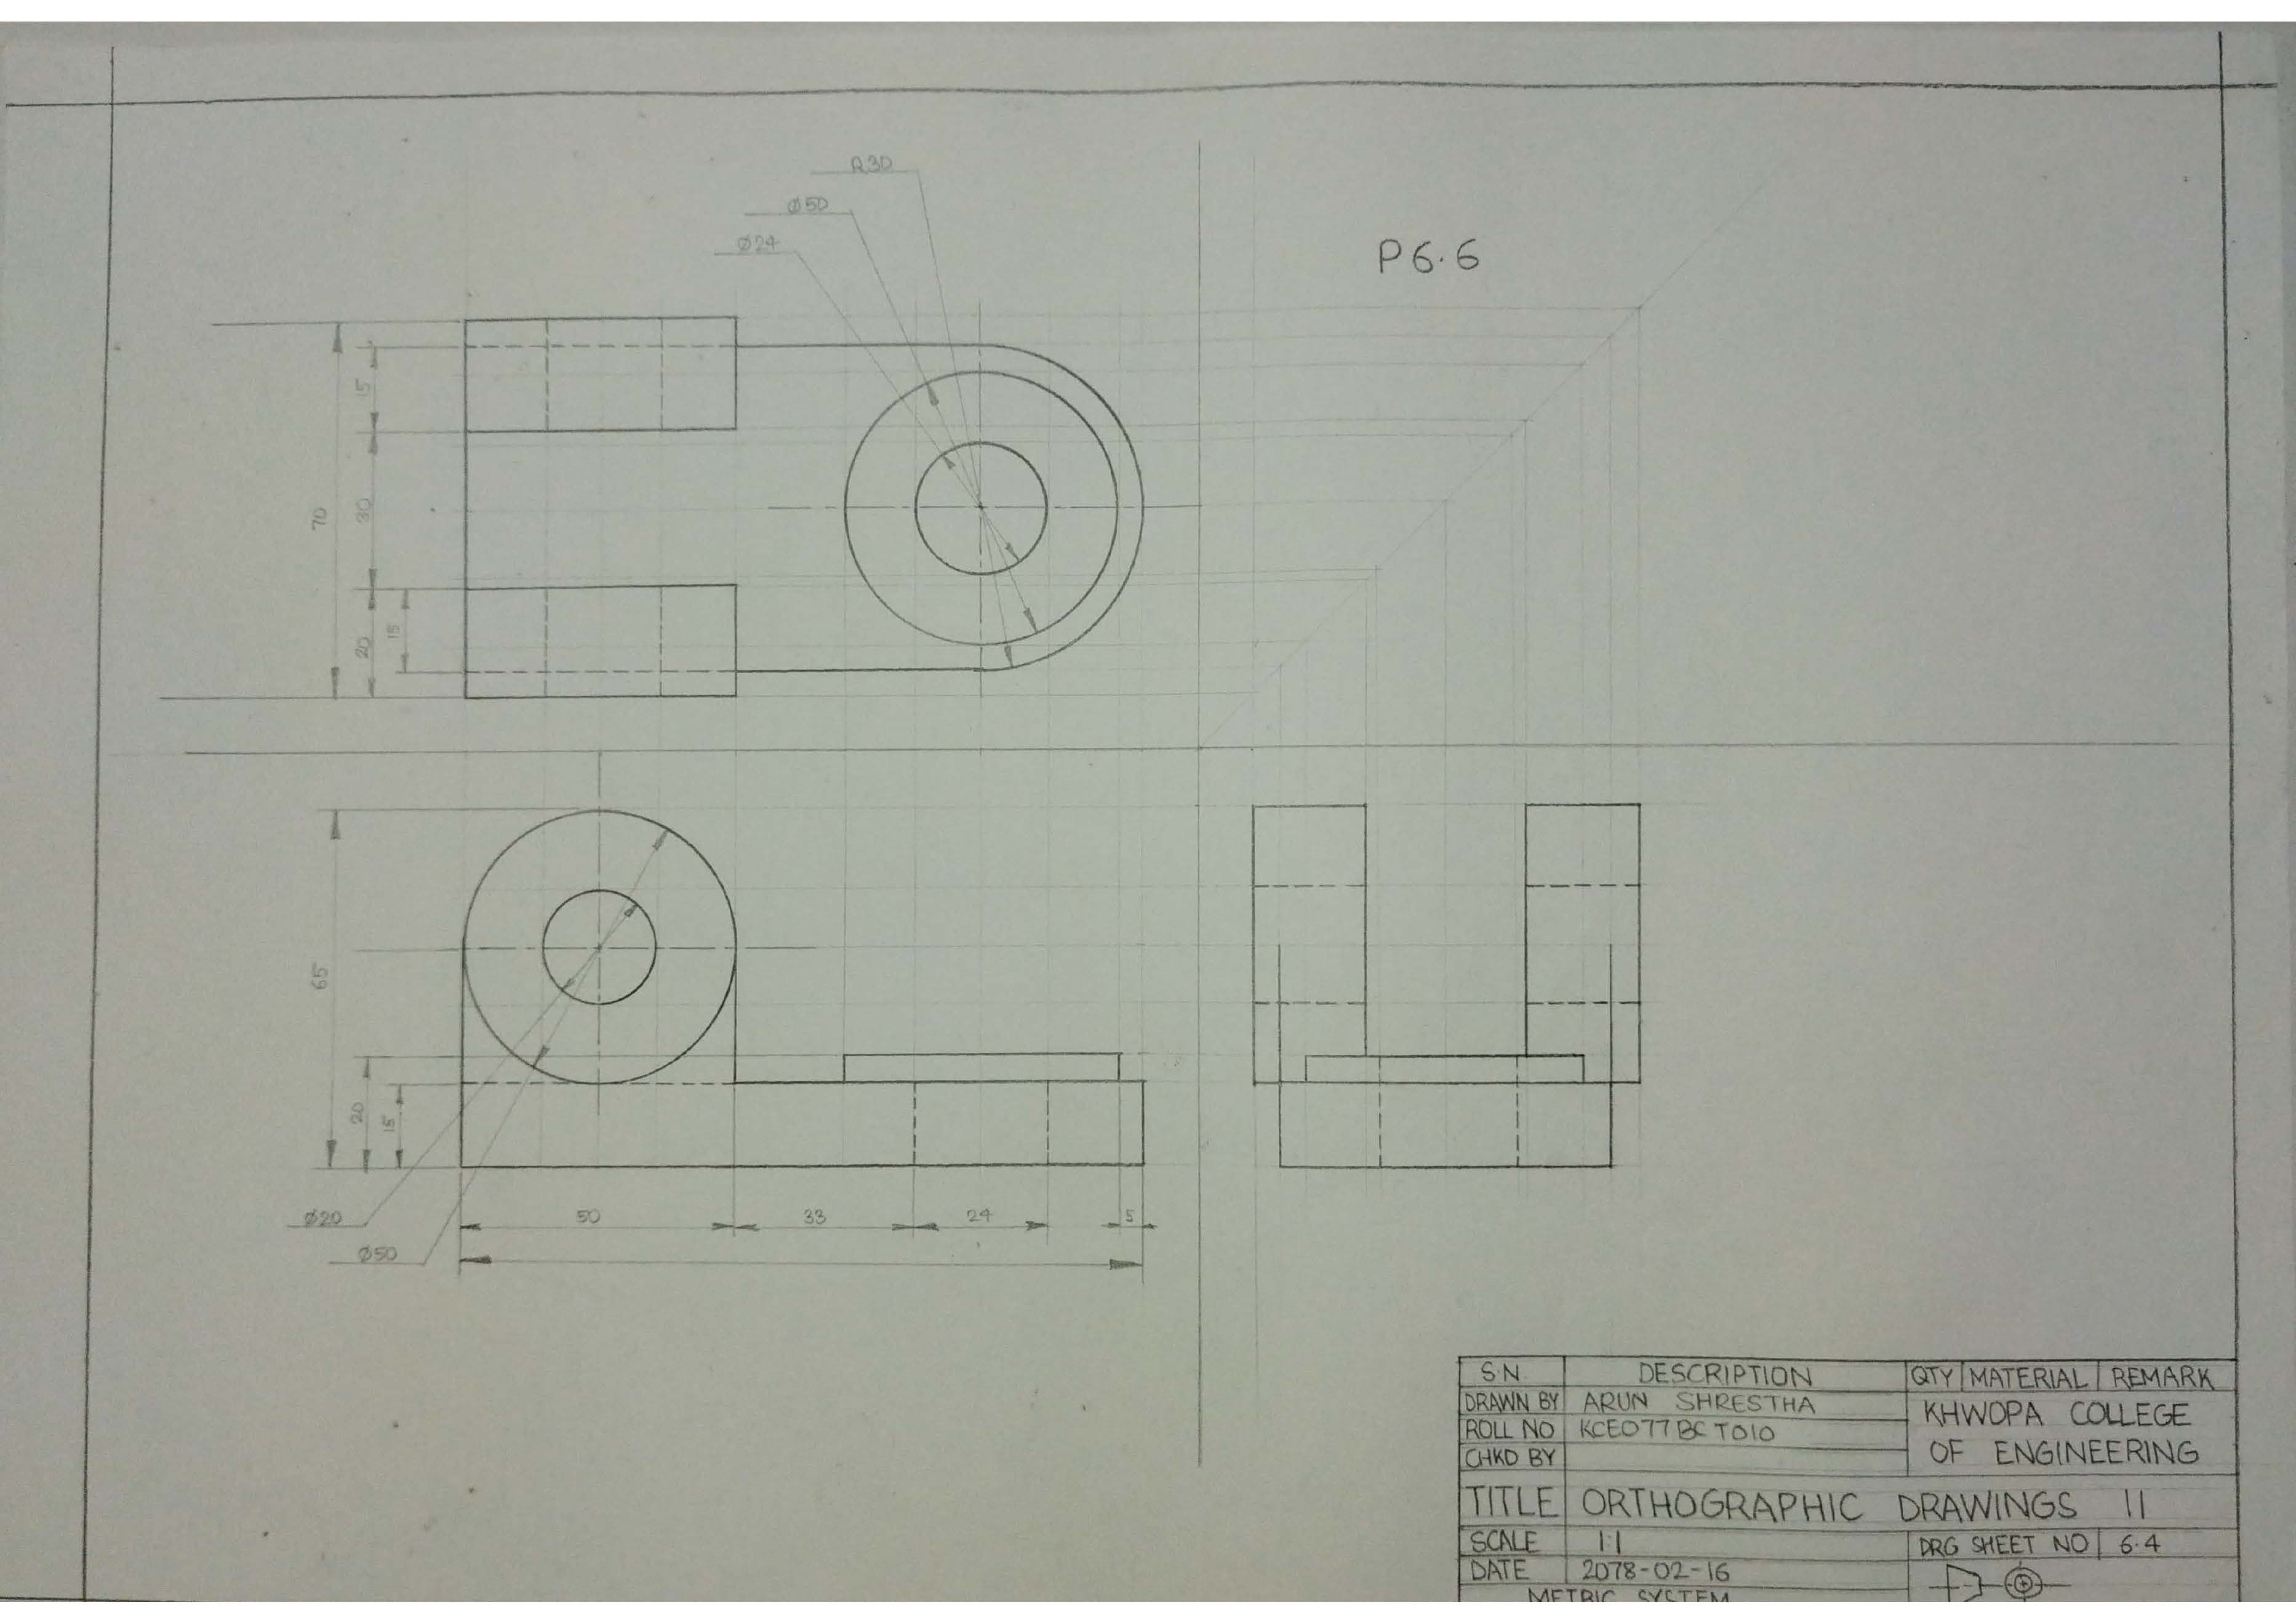 R30
Ø50
Ø24
P 6.6
15
70
30
20
15
65
20
15
Ø20
50
33
24
5
Ø50
S.N. DESCRIPTION QTY MATERIAL REMARK
DRAWN BY ARUN SHRESTHA KHWOPA COLLEGE
ROLL NO KCE077BCT010
CHKD BY OF ENGINEERING
TITLE ORTHOGRAPHIC DRAWINGS II
SCALE 1:1 DRG SHEET NO 6.4
DATE 2078-02-16
METRIC SYSTEM